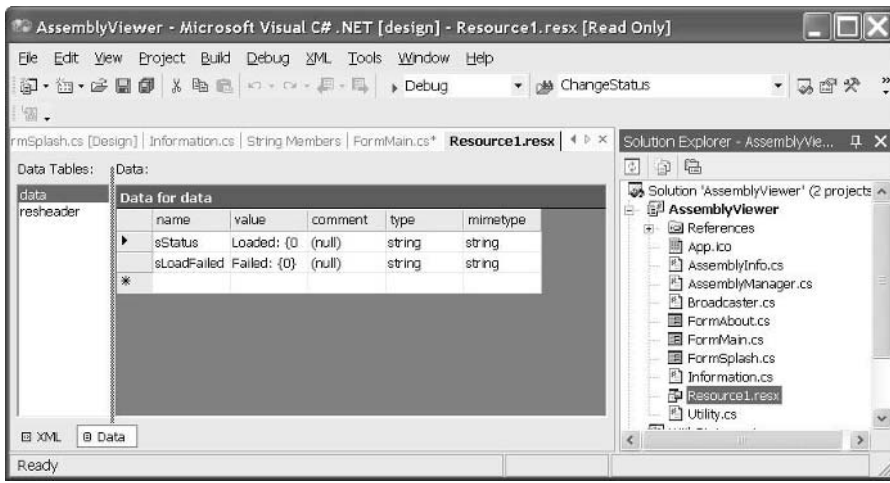 AssemblyViewer - Microsoft Visual C# .NET [design] - Resource1.resx [Read Only]
File Edit View Project Build Debug XML Tools Window Help
Debug ChangeStatus
rmSplash.cs [Design] Information.cs String Members FormMain.cs* Resource1.resx
Data Tables:
data
resheader
Data:
Data for data
name value comment type mimetype
sStatus Loaded: {0 (null) string string
sLoadFailed Failed: {0} (null) string string
XML Data
Ready
Solution Explorer - AssemblyVie...
Solution 'AssemblyViewer' (2 projects
AssemblyViewer
References
App.ico
AssemblyInfo.cs
AssemblyManager.cs
Broadcaster.cs
FormAbout.cs
FormMain.cs
FormSplash.cs
Information.cs
Resource1.resx
Utility.cs